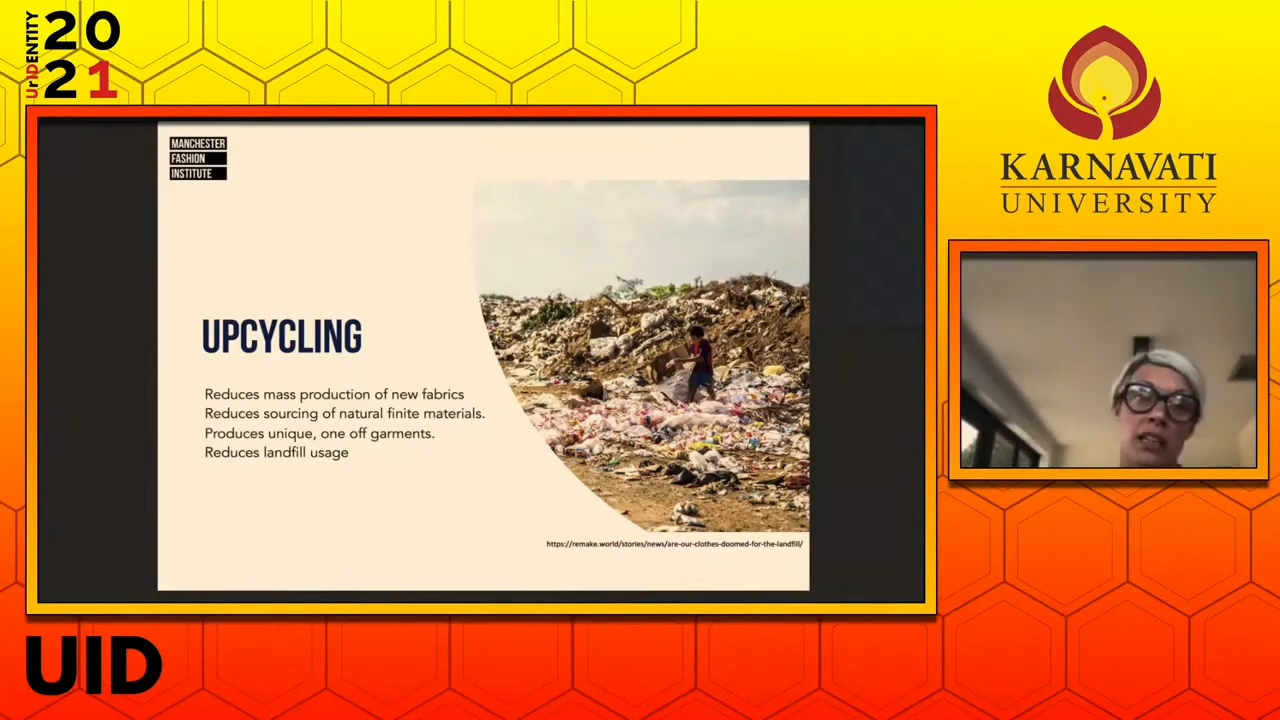 UrIDENTITY
20
21
MANCHESTER
FASHION
INSTITUTE
UPCYCLING
Reduces mass production of new fabrics
Reduces sourcing of natural finite materials.
Produces unique, one off garments.
Reduces landfill usage
https://remake.world/stories/news/are-our-clothes-doomed-for-the-landfill/
KARNAVATI
UNIVERSITY
UID